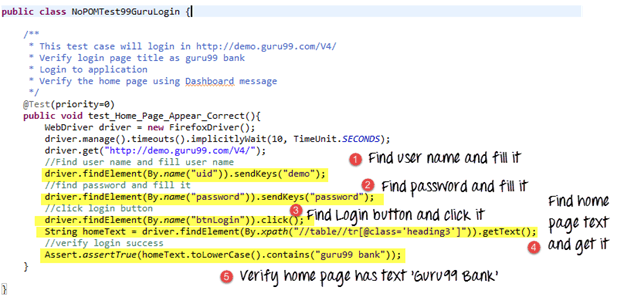 public class NoPOMTest99GuruLogin {
/**
* This test case will login in http://demo.guru99.com/V4/
* Verify login page title as guru99 bank
* Login to application
* Verify the home page using Dashboard message
*/
@Test(priority=0)
public void test_Home_Page_Appear_Correct(){
WebDriver driver = new FirefoxDriver();
driver.manage().timeouts().implicitlyWait(10, TimeUnit.SECONDS);
driver.get("http://demo.guru99.com/V4/");
//Find user name and fill user name
1 Find user name and fill it
driver.findElement(By.name("uid")).sendKeys("demo");
//find password and fill it
2 Find password and fill it
driver.findElement(By.name("password")).sendKeys("password");
//click login button
driver.findElement(By.name("btnLogin")).click();
3 Find Login button and click it
String homeText = driver.findElement(By.xpath("//table//tr[@class='heading3']")).getText();
4 Find home
page text
and get it
//verify login success
Assert.assertTrue(homeText.toLowerCase().contains("guru99 bank"));
}
5 Verify home page has text 'Guru99 Bank'
}